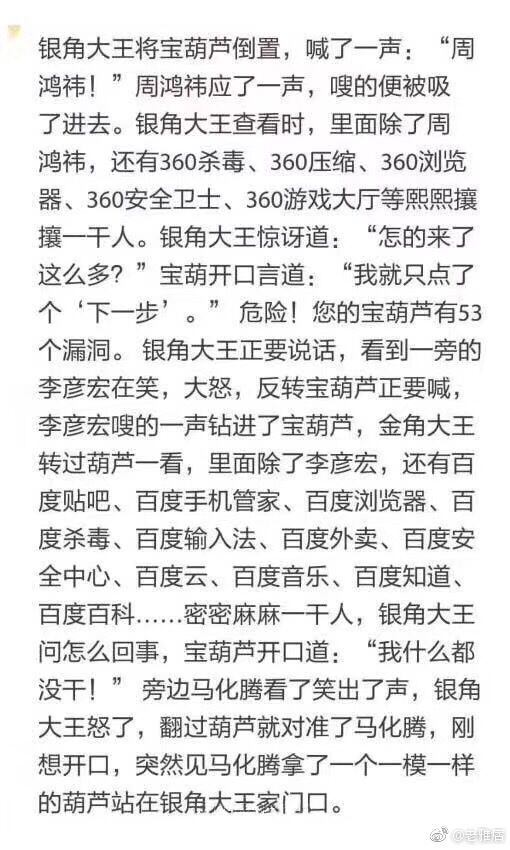 银角大王将宝葫芦倒置，喊了一声：“周
鸿祎！”周鸿祎应了一声，嗖的便被吸
了进去。银角大王查看时，里面除了周
鸿祎，还有360杀毒、360压缩、360浏览
器、360安全卫士、360游戏大厅等熙熙攘
攘一干人。银角大王惊讶道：“怎的来了
这么多？”宝葫开口言道：“我就只点了
个‘下一步’。” 危险！您的宝葫芦有53
个漏洞。 银角大王正要说话，看到一旁的
李彦宏在笑，大怒，反转宝葫芦正要喊，
李彦宏嗖的一声钻进了宝葫芦，金角大王
转过葫芦一看，里面除了李彦宏，还有百
度贴吧、百度手机管家、百度浏览器、百
度杀毒、百度输入法、百度外卖、百度安
全中心、百度云、百度音乐、百度知道、
百度百科……密密麻麻一干人，银角大王
问怎么回事，宝葫芦开口道：“我什么都
没干！” 旁边马化腾看了笑出了声，银角
大王怒了，翻过葫芦就对准了马化腾，刚
想开口，突然见马化腾拿了一个一模一样
的葫芦站在银角大王家门口。
@老雅痞